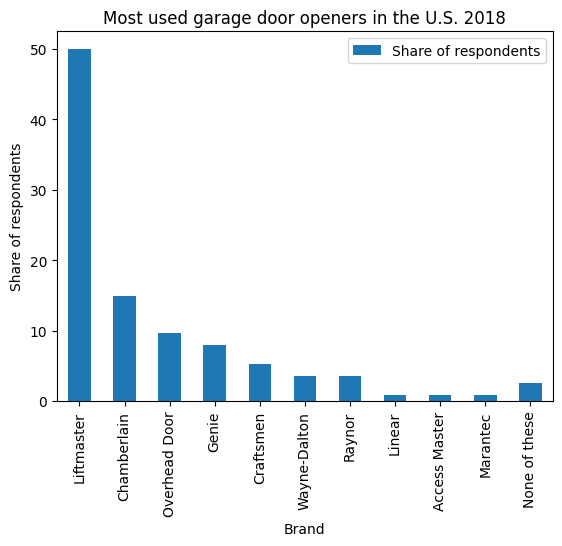 Most used garage door openers in the U.S. 2018
Share of respondents
Share of respondents
50
40
30
20
10
0
Liftmaster
Chamberlain
Overhead Door
Genie
Craftsmen
Wayne-Dalton
Raynor
Linear
Access Master
Marantec
None of these
Brand